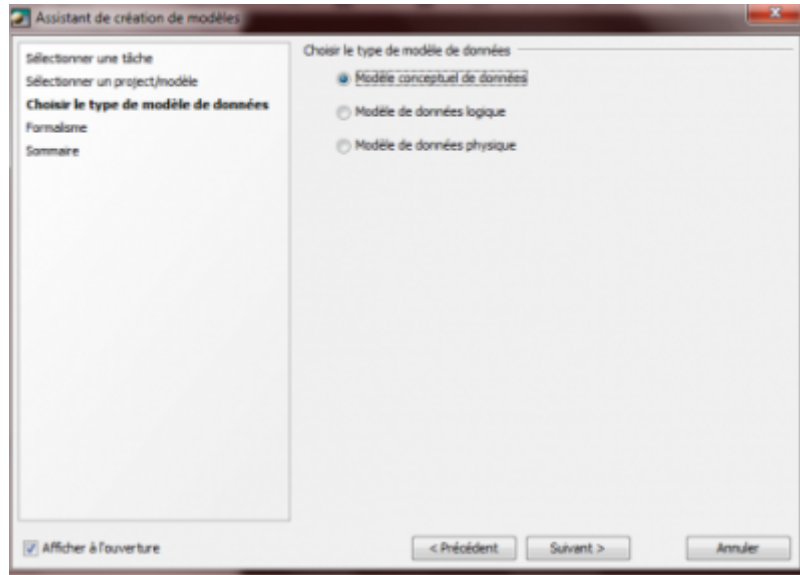 Assistant de création de modèles
Sélectionner une tâche
Sélectionner un project/modèle
Choisir le type de modèle de données
Formalisme
Sommaire
Choisir le type de modèle de données
Modèle conceptuel de données
Modèle de données logique
Modèle de données physique
Afficher à l'ouverture
< Précédent
Suivant >
Annuler